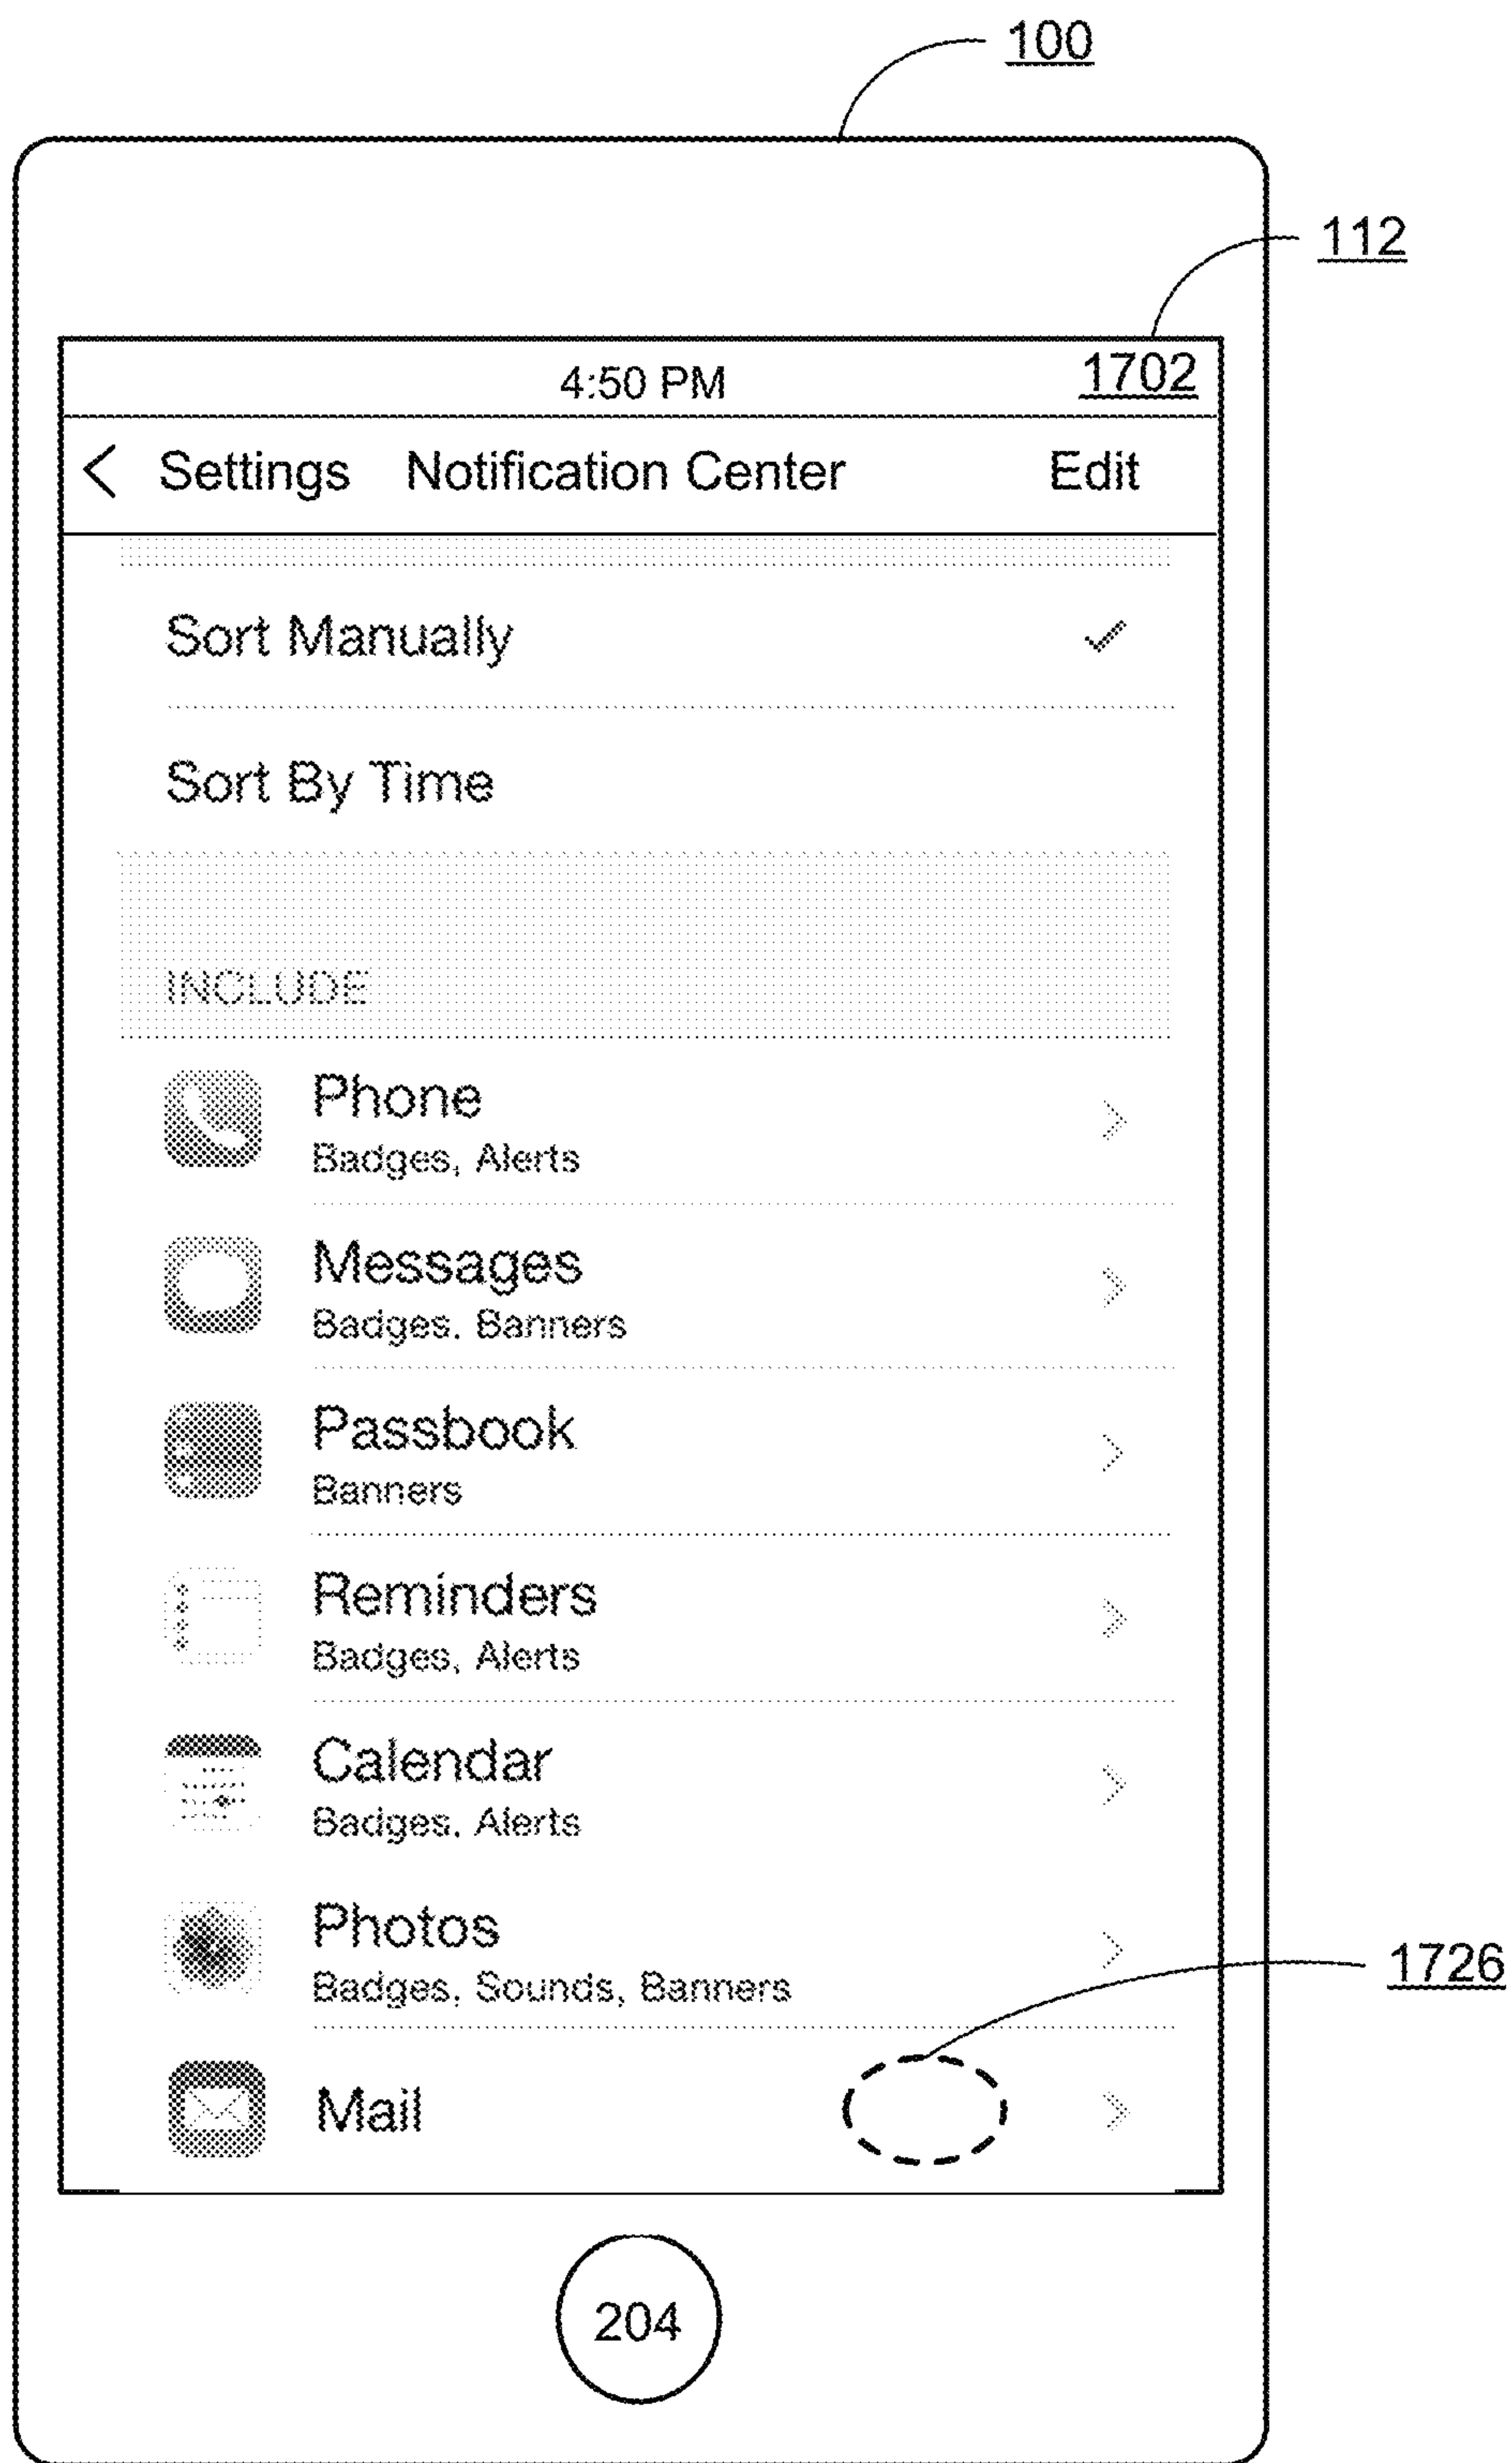 100
112
4:50 PM 1702
< Settings Notification Center Edit
Sort Manually ✓
Sort By Time
INCLUDE
Phone >
Badges, Alerts
Messages >
Badges, Banners
Passbook >
Banners
Reminders >
Badges, Alerts
Calendar >
Badges, Alerts
Photos >
Badges, Sounds, Banners
1726
Mail >
204